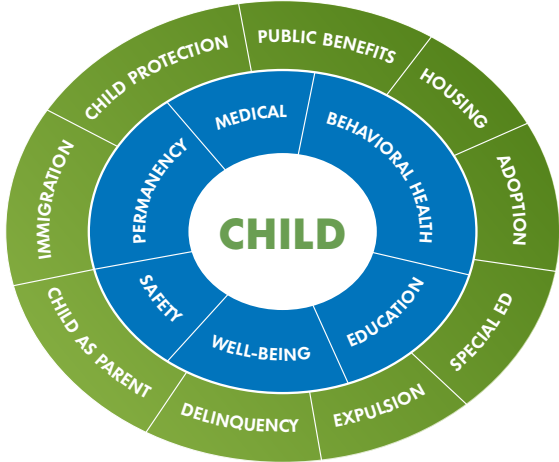 PUBLIC BENEFITS
HOUSING
ADOPTION
SPECIAL ED
EXPULSION
DELINQUENCY
CHILD AS PARENT
IMMIGRATION
CHILD PROTECTION
MEDICAL
BEHAVIORAL HEALTH
EDUCATION
WELL-BEING
SAFETY
PERMANENCY
CHILD